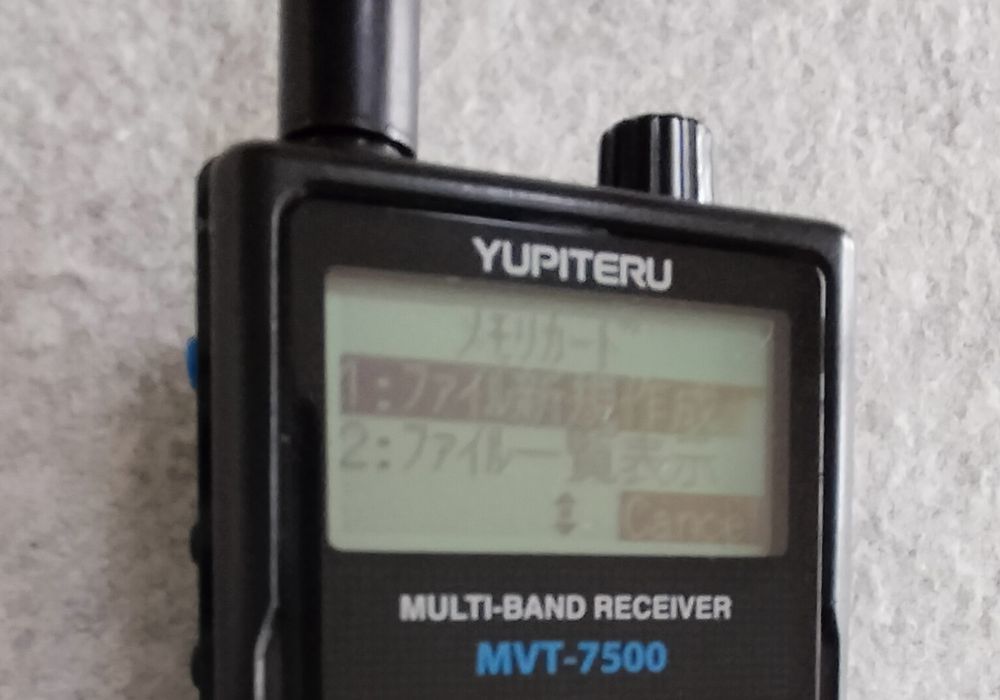 YUPITERU
メモリカード
1:ファイル新規作成
2:ファイル一覧表示
Cancel
MULTI-BAND RECEIVER
MVT-7500